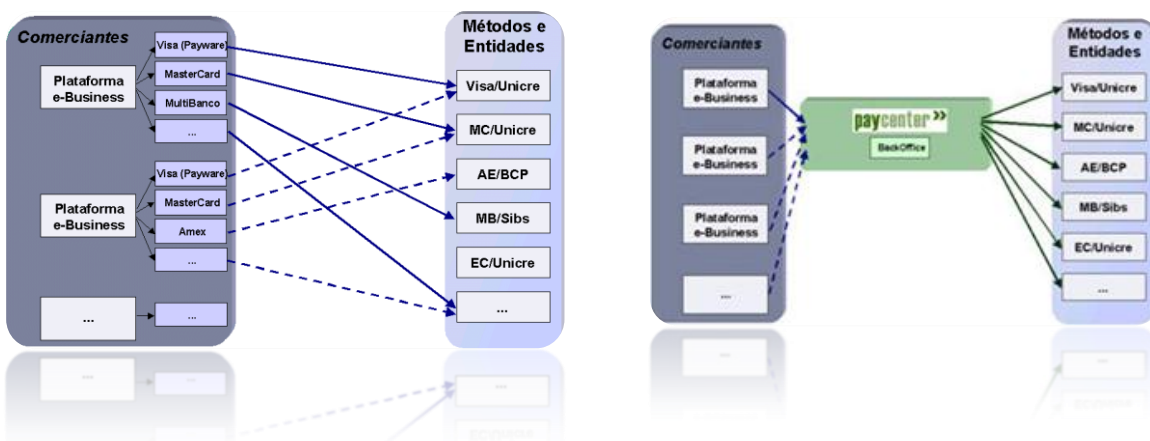 Comerciantes
Plataforma
e-Business
Visa (Payware)
MasterCard
MultiBanco
...
Plataforma
e-Business
Visa (Payware)
MasterCard
Amex
...
...
...
Métodos e
Entidades
Visa/Unicre
MC/Unicre
AE/BCP
MB/Sibs
EC/Unicre
...
Comerciantes
Plataforma
e-Business
Plataforma
e-Business
Plataforma
e-Business
...
paycenter »
BackOffice
Métodos e
Entidades
Visa/Unicre
MC/Unicre
AE/BCP
MB/Sibs
EC/Unicre
...